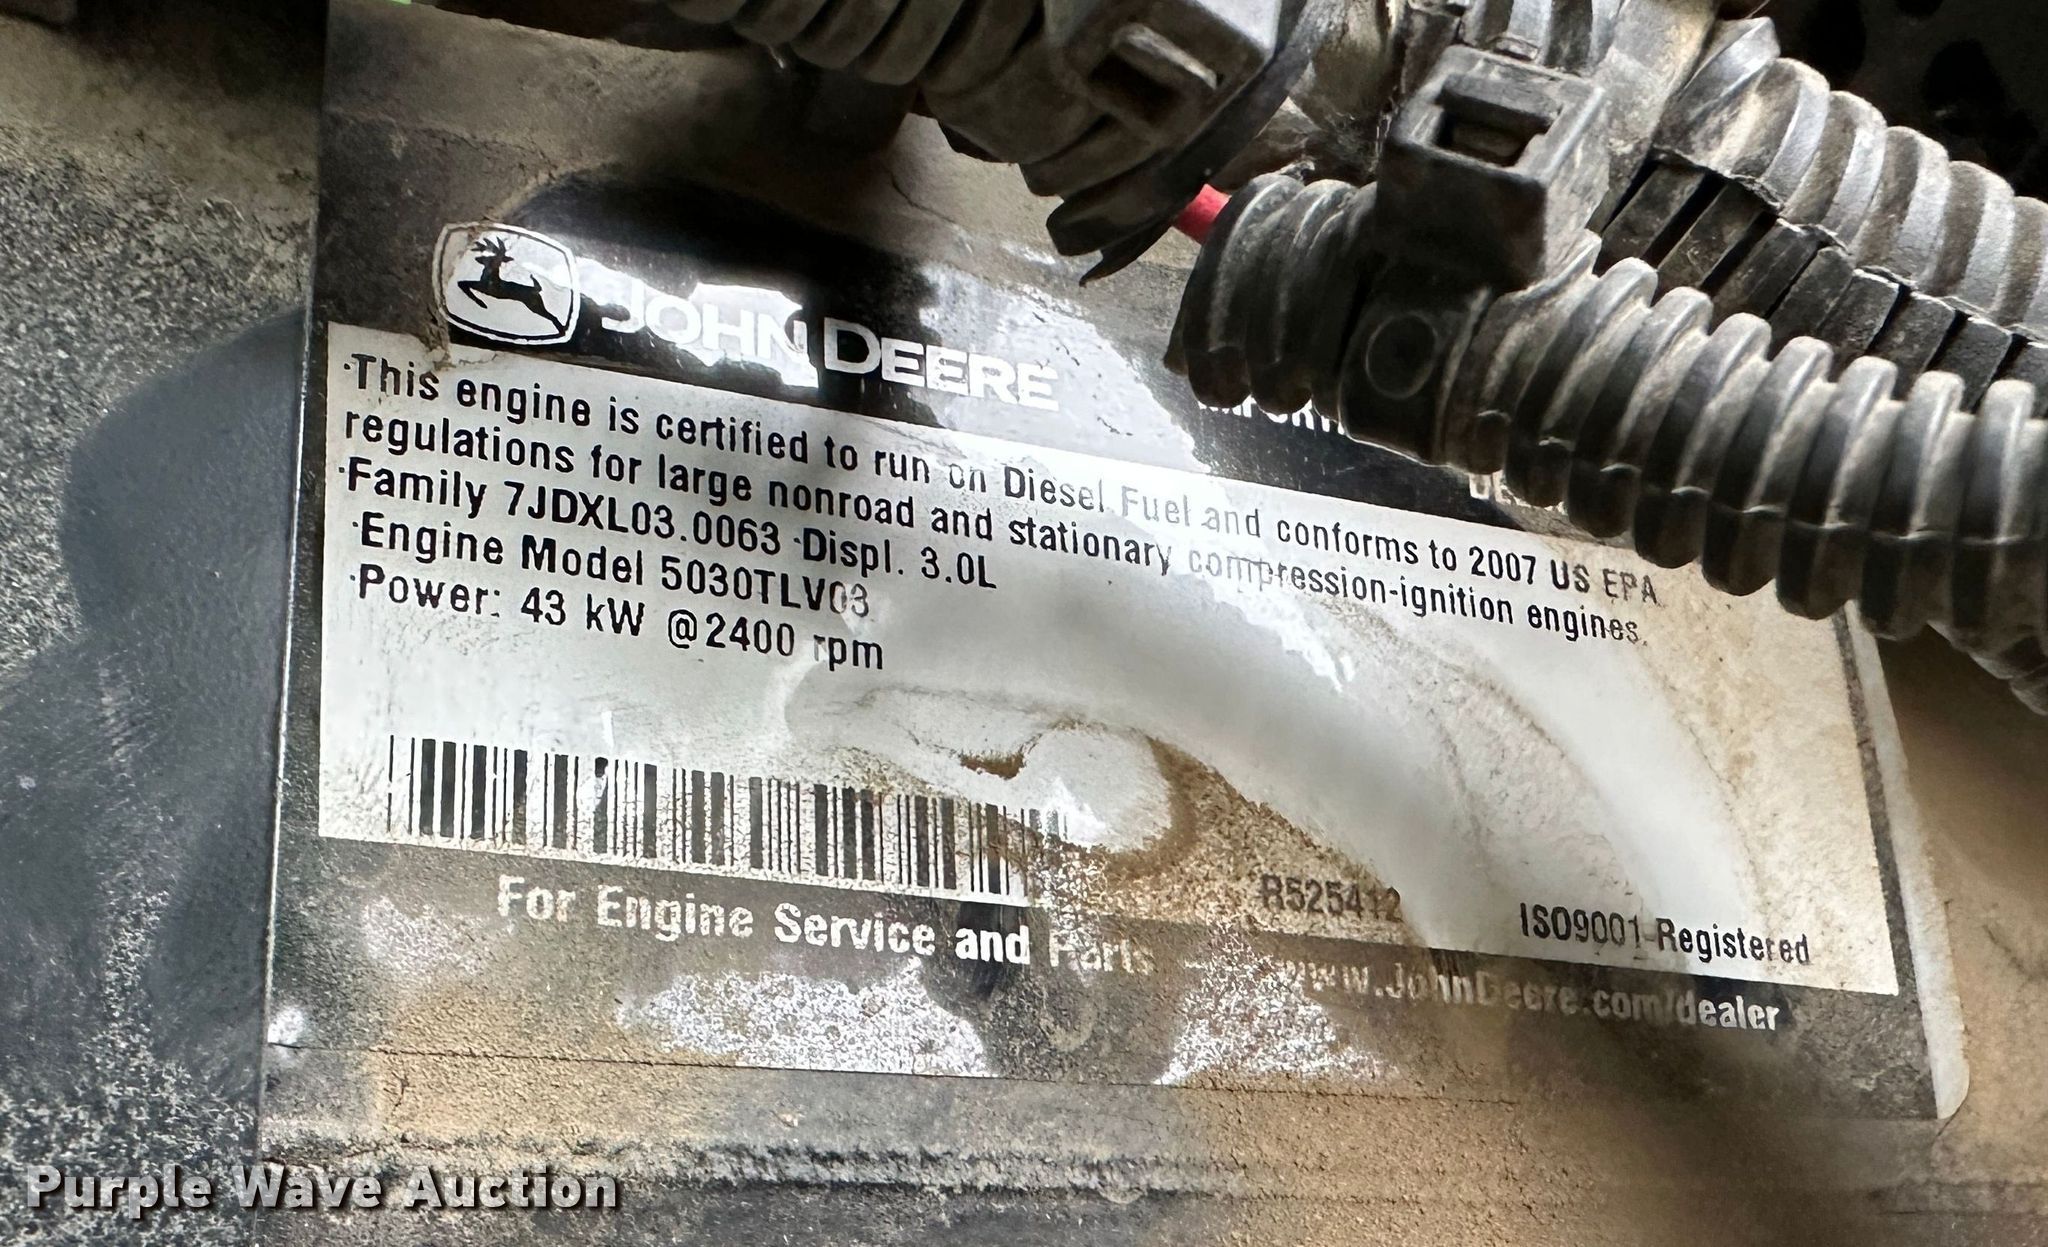 JOHN DEERE
·This engine is certified to run on Diesel Fuel and conforms to 2007 US EPA
regulations for large nonroad and stationary compression-ignition engines.
·Family 7JDXL03.0063 ·Displ. 3.0L
·Engine Model 5030TLV03
·Power: 43 kW @2400 rpm
R525412
ISO9001-Registered
For Engine Service and Parts
www.JohnDeere.com/dealer
Purple Wave Auction